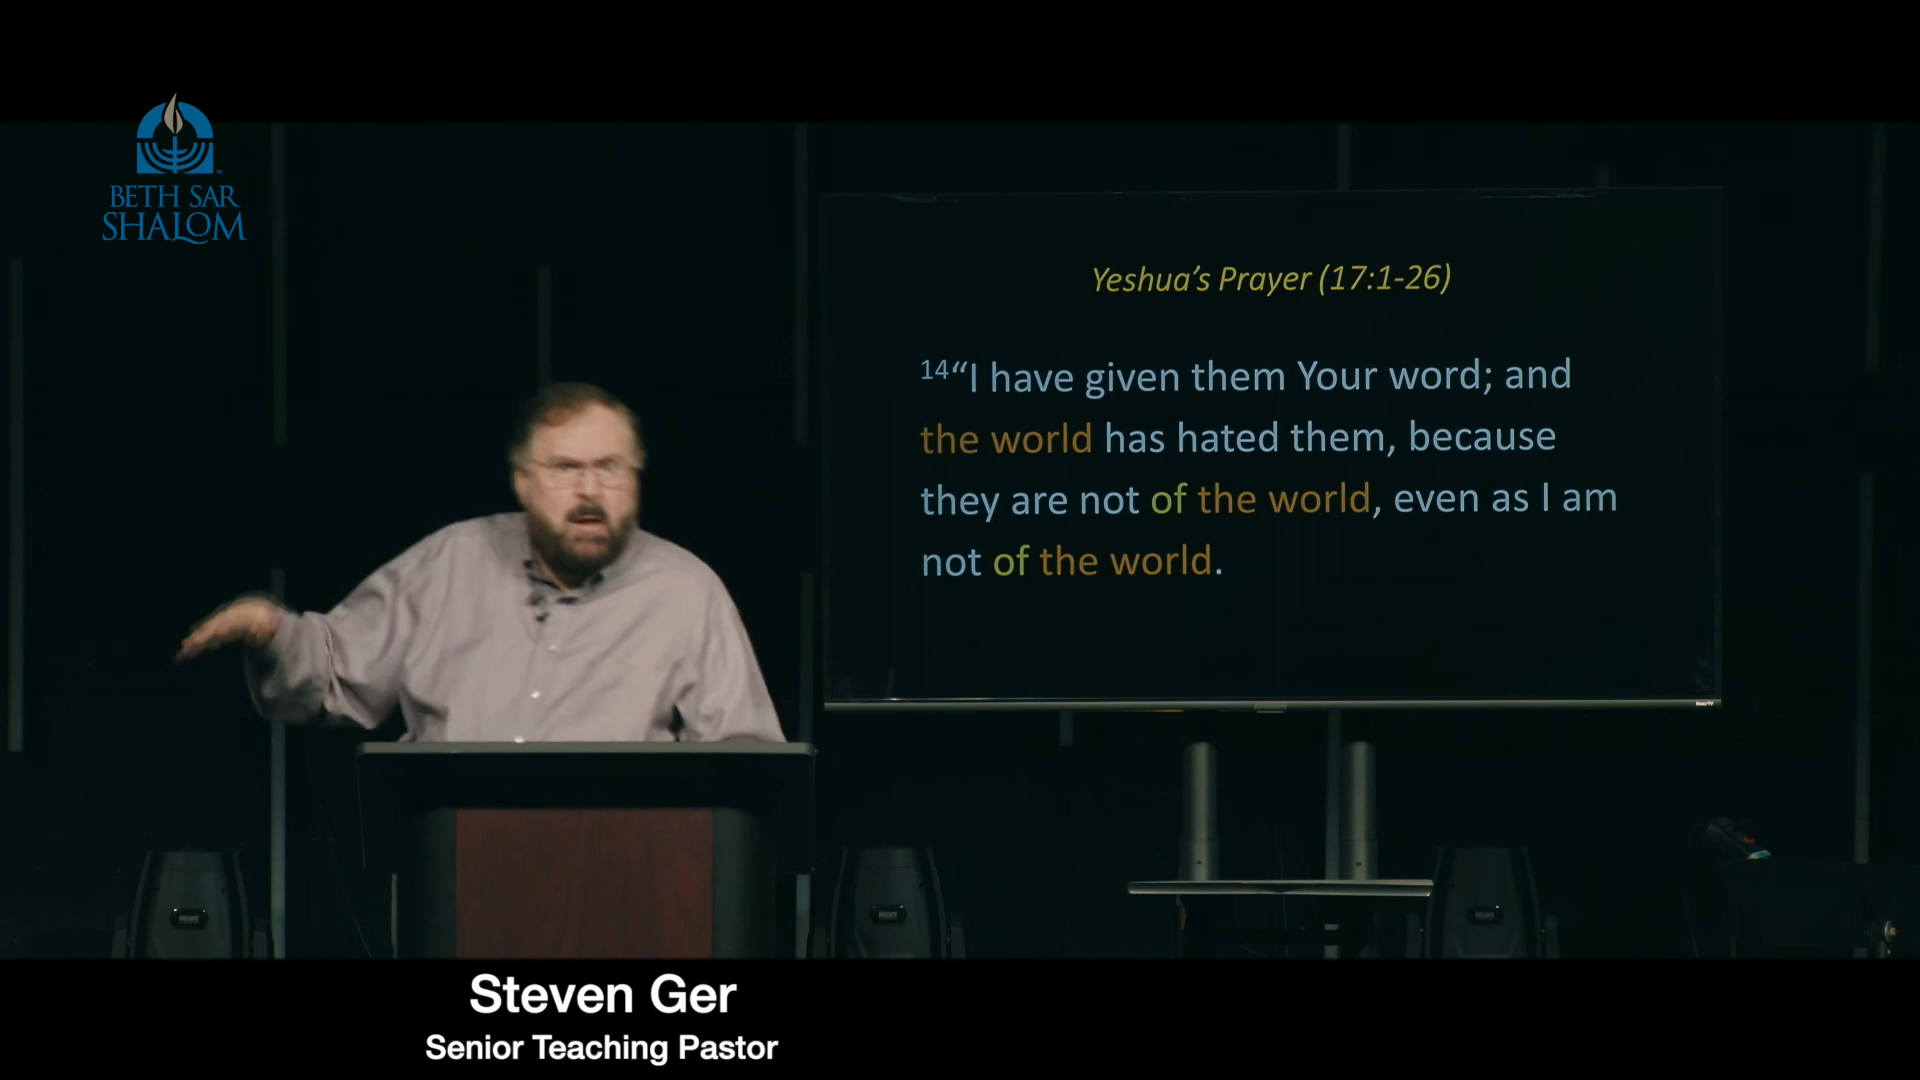 BETH SAR
SHALOM
Yeshua’s Prayer (17:1-26)
14“I have given them Your word; and
the world has hated them, because
they are not of the world, even as I am
not of the world.
Steven Ger
Senior Teaching Pastor